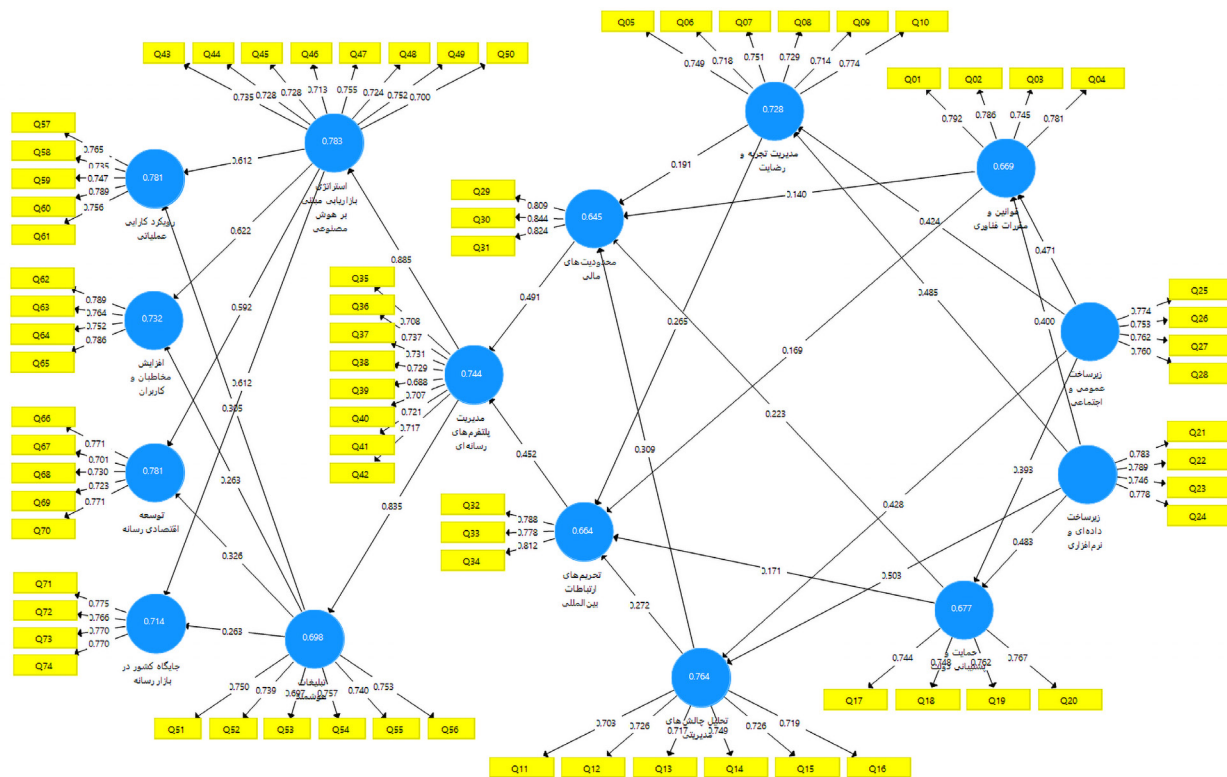 Q05
Q06
Q07
Q08
Q09
Q10
0.749
0.718
0.751
0.729
0.714
0.774
0.728
مدیریت تجربه و
رضایت
Q43
Q44
Q45
Q46
Q47
Q48
Q49
Q50
0.735
0.728
0.728
0.713
0.755
0.724
0.752
0.700
0.783
استراتژی
بازاریابی مبتنی
بر هوش
مصنوعی
Q01
Q02
Q03
Q04
0.792
0.786
0.745
0.781
0.669
قوانین و
مقررات فناوری
Q57
Q58
Q59
Q60
Q61
0.765
0.735
0.747
0.789
0.756
0.781
رویکرد کارایی
عملیاتی
0.612
0.622
0.592
0.612
0.305
0.263
0.326
0.263
0.885
0.835
Q29
Q30
Q31
0.809
0.844
0.824
0.645
محدودیت‌های
مالی
0.191
0.140
0.424
0.471
0.485
0.400
0.265
0.169
0.223
0.309
0.428
0.393
0.483
0.503
0.171
0.272
0.491
0.452
Q62
Q63
Q64
Q65
0.789
0.764
0.752
0.786
0.732
افزایش
مخاطبان و
کاربران
Q35
Q36
Q37
Q38
Q39
Q40
Q41
Q42
0.708
0.737
0.731
0.729
0.688
0.707
0.721
0.717
0.744
مدیریت
پلتفرم‌های
رسانه‌ای
Q25
Q26
Q27
Q28
0.774
0.753
0.762
0.760
زیرساخت
عمومی و
اجتماعی
Q21
Q22
Q23
Q24
0.783
0.789
0.746
0.778
زیرساخت
داده‌ای و
نرم‌افزاری
Q66
Q67
Q68
Q69
Q70
0.771
0.701
0.730
0.723
0.771
0.781
توسعه
اقتصادی رسانه
Q32
Q33
Q34
0.788
0.778
0.812
0.664
تحریم‌های
ارتباطات
بین‌المللی
Q71
Q72
Q73
Q74
0.775
0.766
0.770
0.770
0.714
جایگاه کشور در
بازار رسانه
0.698
تبلیغات
هوشمند
0.750
0.739
0.697
0.757
0.740
0.753
Q51
Q52
Q53
Q54
Q55
Q56
0.677
حمایت و
پشتیبانی دولت
0.744
0.748
0.762
0.767
Q17
Q18
Q19
Q20
0.764
تحلیل چالش‌های
مدیریتی
0.703
0.726
0.717
0.749
0.726
0.719
Q11
Q12
Q13
Q14
Q15
Q16